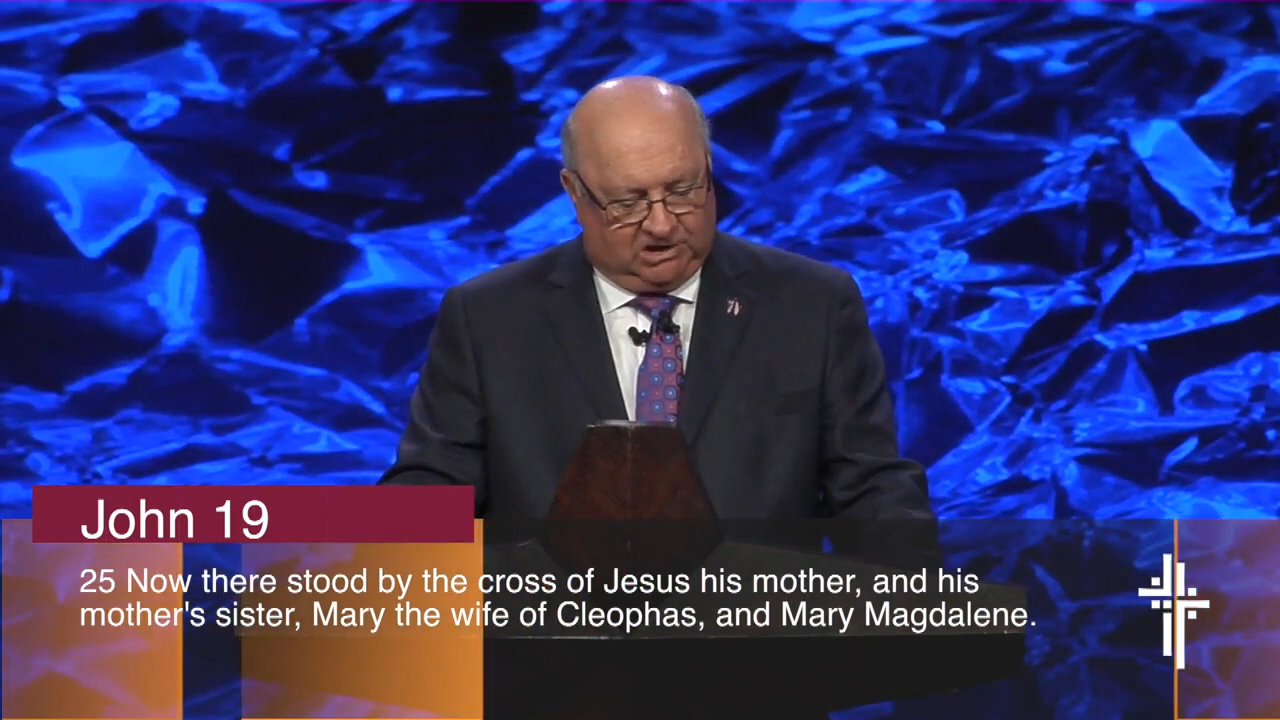 John 19
25 Now there stood by the cross of Jesus his mother, and his
mother's sister, Mary the wife of Cleophas, and Mary Magdalene.